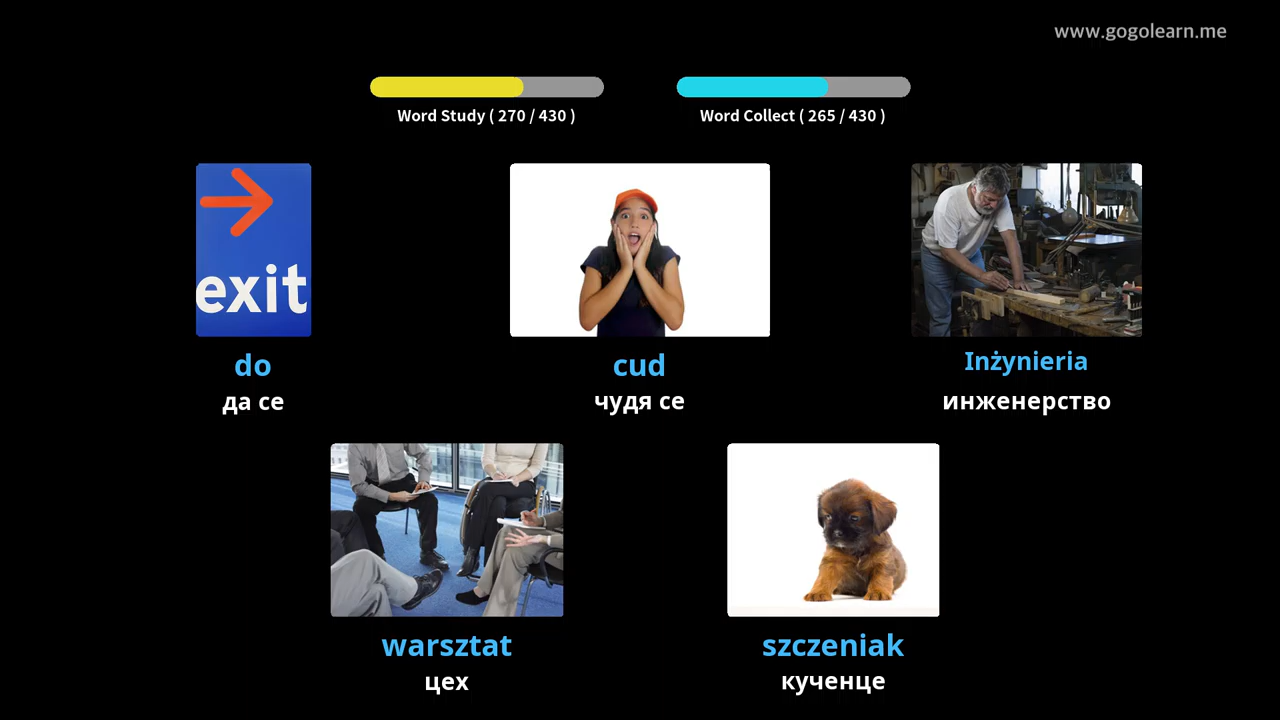 www.gogolearn.me
Word Study ( 270 / 430 )
Word Collect ( 265 / 430 )
exit
do
да се
cud
чудя се
Inżynieria
инженерство
warsztat
цех
szczeniak
кученце